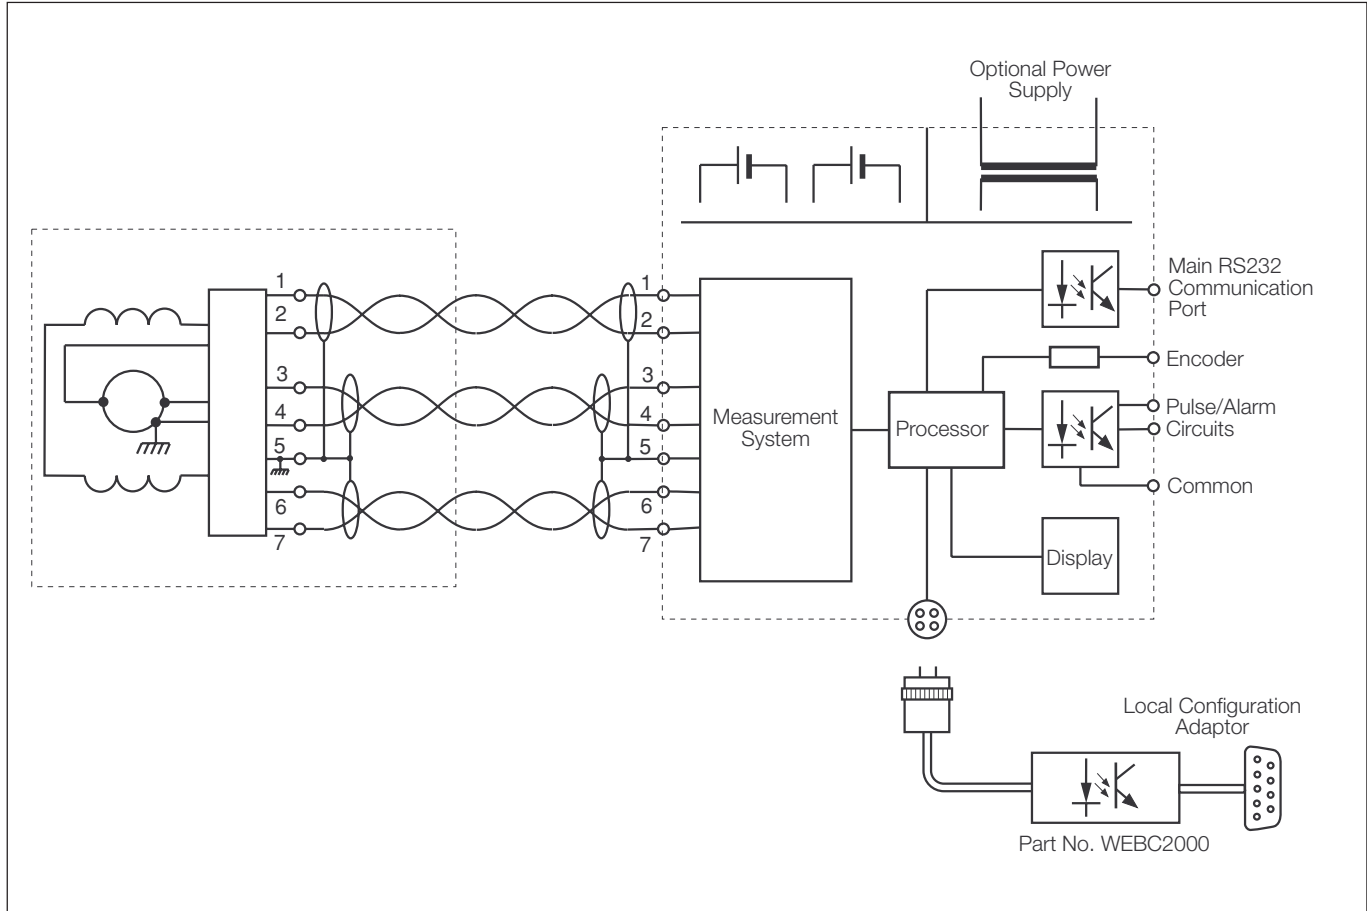 Optional Power
Supply
1
2
3
4
5
6
7
1
2
3
4
5
6
7
Measurement
System
Processor
Main RS232
Communication
Port
Encoder
Pulse/Alarm
Circuits
Common
Display
Local Configuration
Adaptor
Part No. WEBC2000